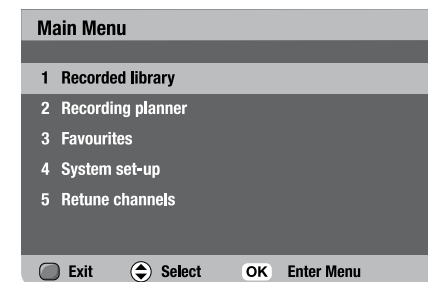 Main Menu
1 Recorded library
2 Recording planner
3 Favourites
4 System set-up
5 Retune channels
Exit Select OK Enter Menu